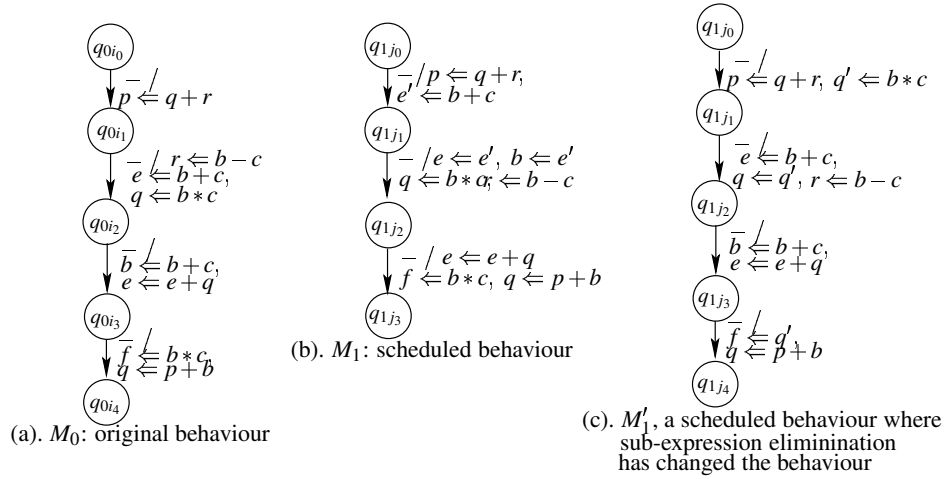 q₀ᵢ₀
− /
p ⇐ q + r
q₀ᵢ₁
− / r ⇐ b − c
e ⇐ b + c,
q ⇐ b ∗ c
q₀ᵢ₂
− /
b ⇐ b + c,
e ⇐ e + q
q₀ᵢ₃
− /
f ⇐ b ∗ c,
q ⇐ p + b
q₀ᵢ₄
(a). M₀: original behaviour
q₁ⱼ₀
− / p ⇐ q + r,
e′ ⇐ b + c
q₁ⱼ₁
− / e ⇐ e′, b ⇐ e′
q ⇐ b ∗ c, r ⇐ b − c
q₁ⱼ₂
− / e ⇐ e + q
f ⇐ b ∗ c, q ⇐ p + b
q₁ⱼ₃
(b). M₁: scheduled behaviour
q₁ⱼ₀
− /
p ⇐ q + r, q′ ⇐ b ∗ c
q₁ⱼ₁
− /
e ⇐ b + c,
q ⇐ q′, r ⇐ b − c
q₁ⱼ₂
− /
b ⇐ b + c,
e ⇐ e + q
q₁ⱼ₃
− /
f ⇐ q′,
q ⇐ p + b
q₁ⱼ₄
(c). M₁′, a scheduled behaviour where
sub-expression eliminination
has changed the behaviour